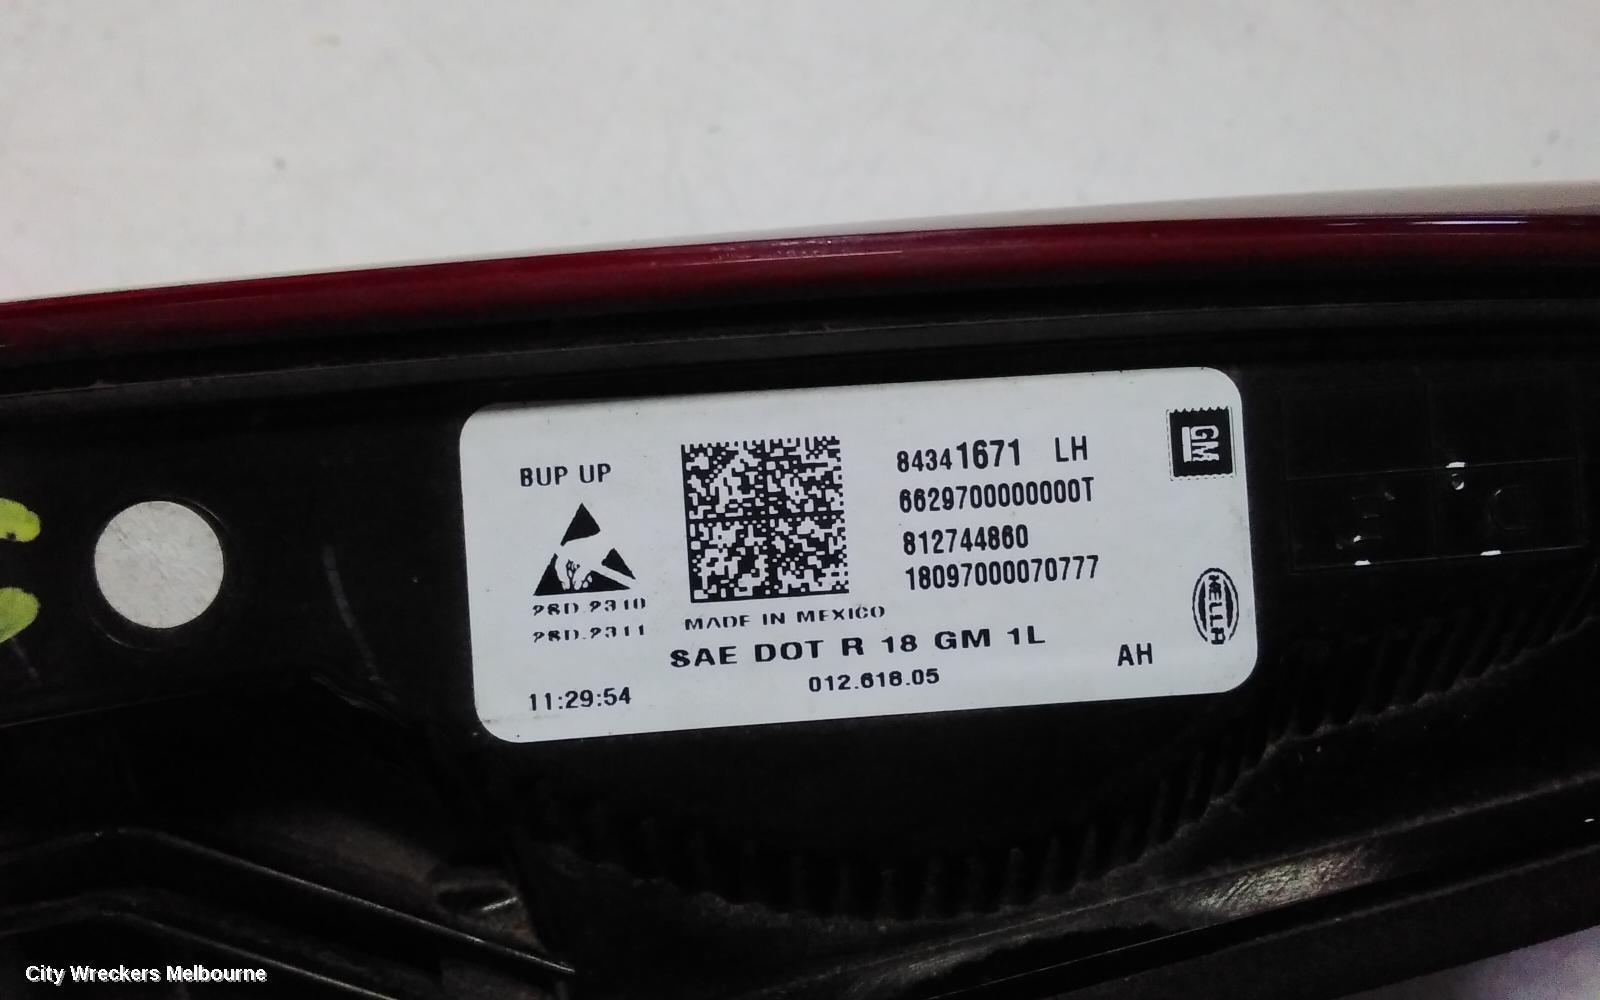 BUP UP
28D.2310
28D.2311
11:29:54
MADE IN MEXICO
84341671 LH
6629700000000T
812744860
18097000070777
SAE DOT R 18 GM 1L
012.618.05
AH
GM
HELLA
City Wreckers Melbourne